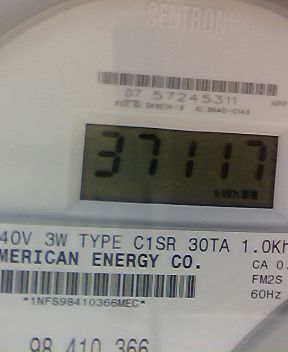 CENTRON®
07 57245311
37117
kWh
40V 3W TYPE C1SR 30TA 1.0Kh
MERICAN ENERGY CO.
CA 0.
FM2S
60Hz
*1NFS98410366MEC*
98 410 366